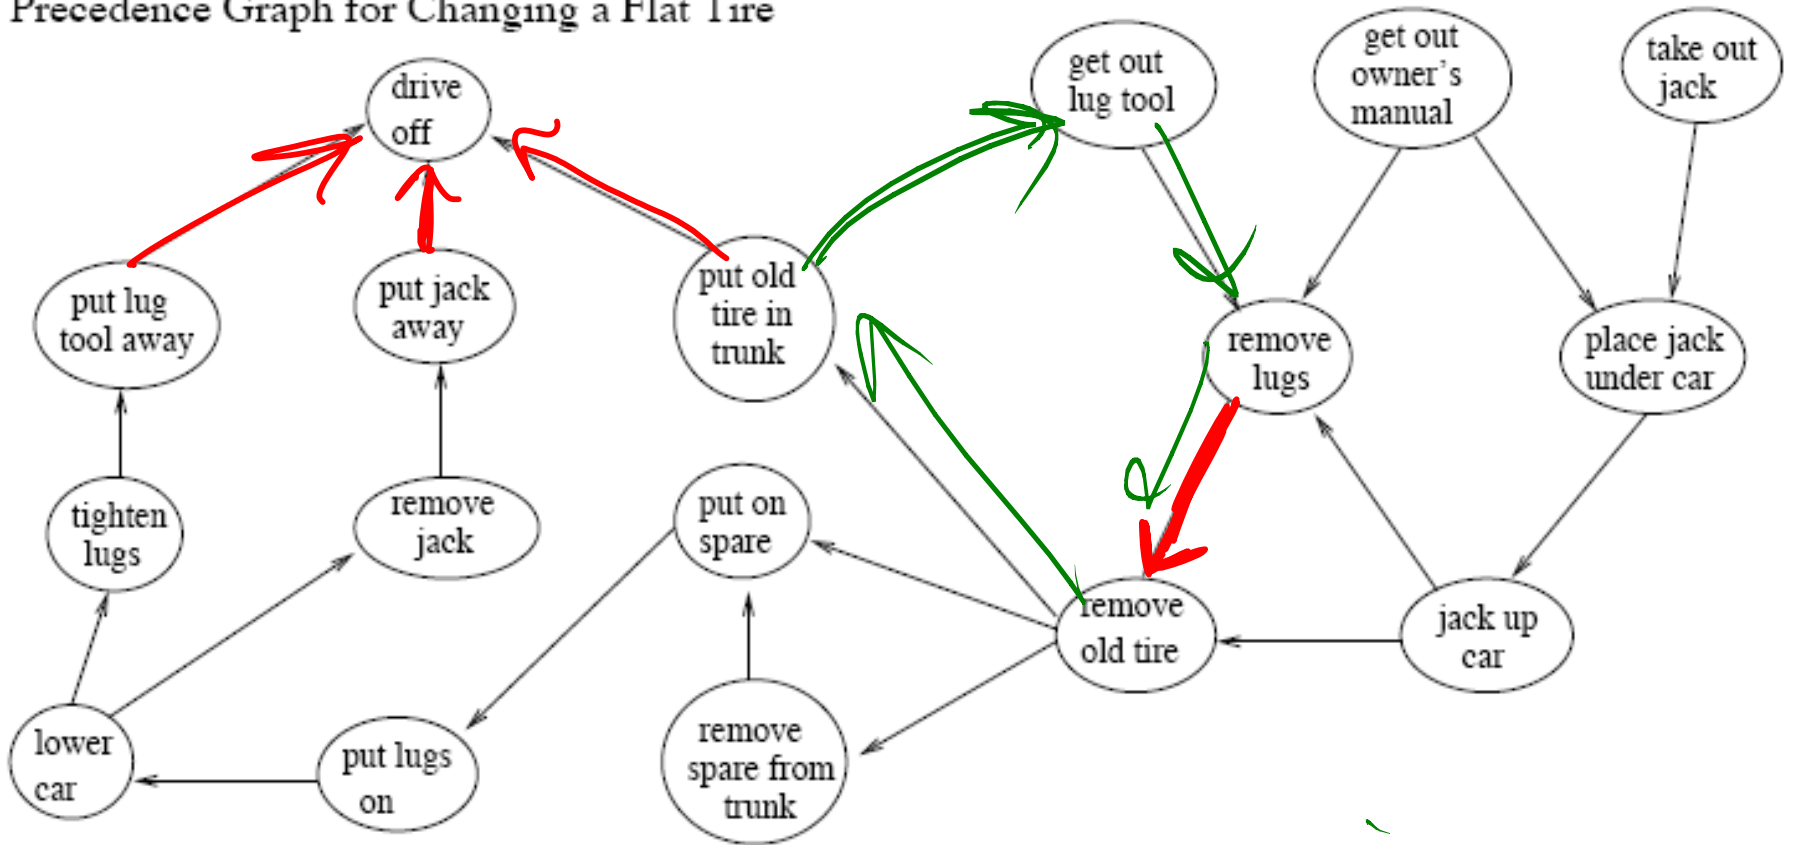 Precedence Graph for Changing a Flat Tire
drive
off
get out
lug tool
get out
owner's
manual
take out
jack
put lug
tool away
put jack
away
put old
tire in
trunk
remove
lugs
place jack
under car
tighten
lugs
remove
jack
put on
spare
remove
old tire
jack up
car
lower
car
put lugs
on
remove
spare from
trunk